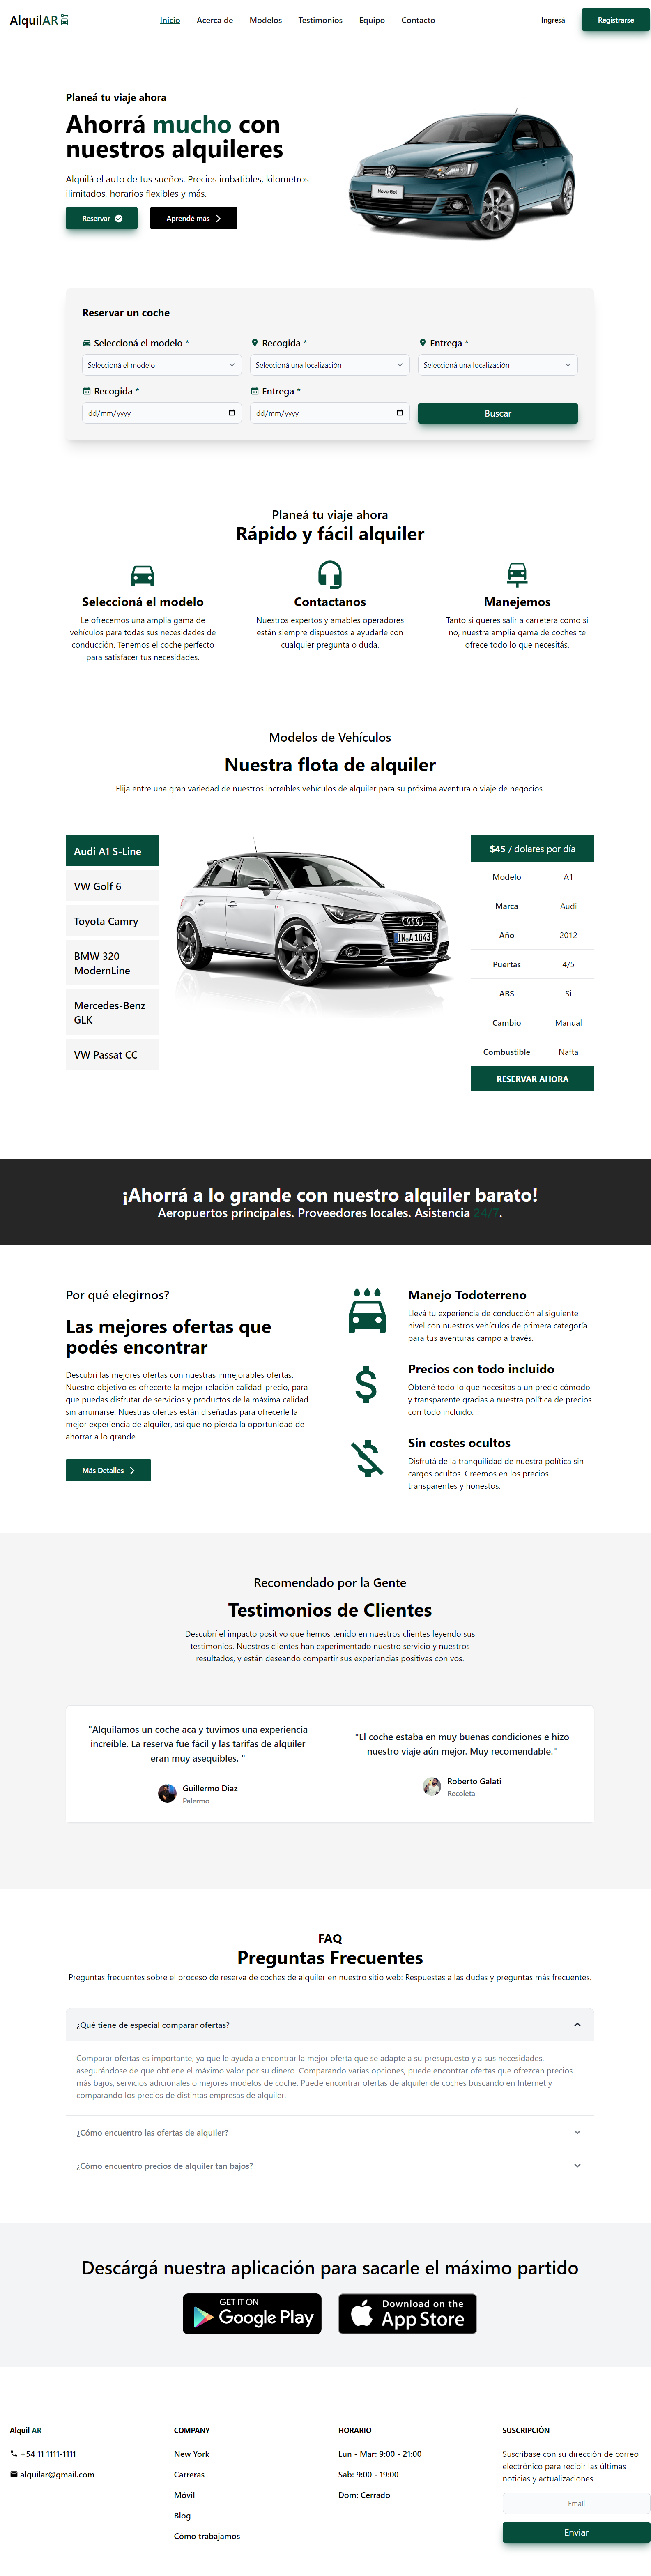 AlquilAR
Inicio Acerca de Modelos Testimonios Equipo Contacto
Ingresá Registrarse
Planeá tu viaje ahora
Ahorrá mucho con
nuestros alquileres
Alquilá el auto de tus sueños. Precios imbatibles, kilometros
ilimitados, horarios flexibles y más.
Reservar Aprendé más
Novo Gol
Reservar un coche
Seleccioná el modelo * Recogida * Entrega *
Seleccioná el modelo Seleccioná una localización Seleccioná una localización
Recogida * Entrega *
dd/mm/yyyy dd/mm/yyyy Buscar
Planeá tu viaje ahora
Rápido y fácil alquiler
Seleccioná el modelo
Le ofrecemos una amplia gama de
vehículos para todas sus necesidades de
conducción. Tenemos el coche perfecto
para satisfacer tus necesidades.
Contactanos
Nuestros expertos y amables operadores
están siempre dispuestos a ayudarle con
cualquier pregunta o duda.
Manejemos
Tanto si queres salir a carretera como si
no, nuestra amplia gama de coches te
ofrece todo lo que necesitás.
Modelos de Vehículos
Nuestra flota de alquiler
Elija entre una gran variedad de nuestros increíbles vehículos de alquiler para su próxima aventura o viaje de negocios.
Audi A1 S-Line
VW Golf 6
Toyota Camry
BMW 320
ModernLine
Mercedes-Benz
GLK
VW Passat CC
IN A 1043
$45 / dolares por día
Modelo A1
Marca Audi
Año 2012
Puertas 4/5
ABS Si
Cambio Manual
Combustible Nafta
RESERVAR AHORA
¡Ahorrá a lo grande con nuestro alquiler barato!
Aeropuertos principales. Proveedores locales. Asistencia 24/7.
Por qué elegirnos?
Las mejores ofertas que
podés encontrar
Descubrí las mejores ofertas con nuestras inmejorables ofertas.
Nuestro objetivo es ofrecerte la mejor relación calidad-precio, para
que puedas disfrutar de servicios y productos de la máxima calidad
sin arruinarse. Nuestras ofertas están diseñadas para ofrecerle la
mejor experiencia de alquiler, así que no pierda la oportunidad de
ahorrar a lo grande.
Más Detalles
Manejo Todoterreno
Llevá tu experiencia de conducción al siguiente
nivel con nuestros vehículos de primera categoría
para tus aventuras campo a través.
Precios con todo incluido
Obtené todo lo que necesitas a un precio cómodo
y transparente gracias a nuestra política de precios
con todo incluido.
Sin costes ocultos
Disfrutá de la tranquilidad de nuestra política sin
cargos ocultos. Creemos en los precios
transparentes y honestos.
Recomendado por la Gente
Testimonios de Clientes
Descubrí el impacto positivo que hemos tenido en nuestros clientes leyendo sus
testimonios. Nuestros clientes han experimentado nuestro servicio y nuestros
resultados, y están deseando compartir sus experiencias positivas con vos.
"Alquilamos un coche aca y tuvimos una experiencia
increíble. La reserva fue fácil y las tarifas de alquiler
eran muy asequibles. "
Guillermo Diaz
Palermo
"El coche estaba en muy buenas condiciones e hizo
nuestro viaje aún mejor. Muy recomendable."
Roberto Galati
Recoleta
FAQ
Preguntas Frecuentes
Preguntas frecuentes sobre el proceso de reserva de coches de alquiler en nuestro sitio web: Respuestas a las dudas y preguntas más frecuentes.
¿Qué tiene de especial comparar ofertas?
Comparar ofertas es importante, ya que le ayuda a encontrar la mejor oferta que se adapte a su presupuesto y a sus necesidades,
asegurándose de que obtiene el máximo valor por su dinero. Comparando varias opciones, puede encontrar ofertas que ofrezcan precios
más bajos, servicios adicionales o mejores modelos de coche. Puede encontrar ofertas de alquiler de coches buscando en Internet y
comparando los precios de distintas empresas de alquiler.
¿Cómo encuentro las ofertas de alquiler?
¿Cómo encuentro precios de alquiler tan bajos?
Descárgá nuestra aplicación para sacarle el máximo partido
GET IT ON
Google Play
Download on the
App Store
Alquil AR
+54 11 1111-1111
alquilar@gmail.com
COMPANY
New York
Carreras
Móvil
Blog
Cómo trabajamos
HORARIO
Lun - Mar: 9:00 - 21:00
Sab: 9:00 - 19:00
Dom: Cerrado
SUSCRIPCIÓN
Suscríbase con su dirección de correo
electrónico para recibir las últimas
noticias y actualizaciones.
Email
Enviar